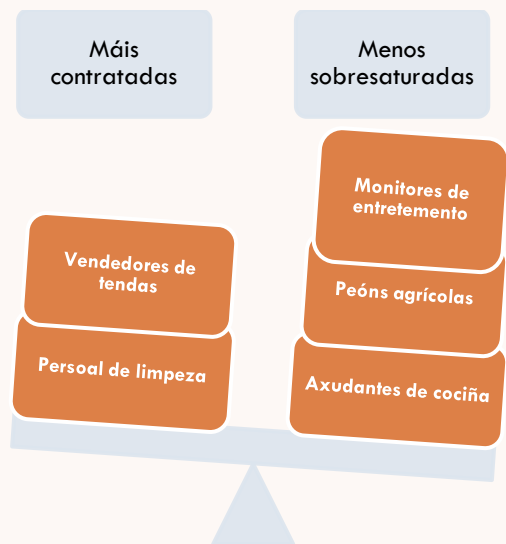 Máis
contratadas
Menos
sobresaturadas
Vendedores de
tendas
Persoal de limpeza
Monitores de
entretemento
Peóns agrícolas
Axudantes de cociña